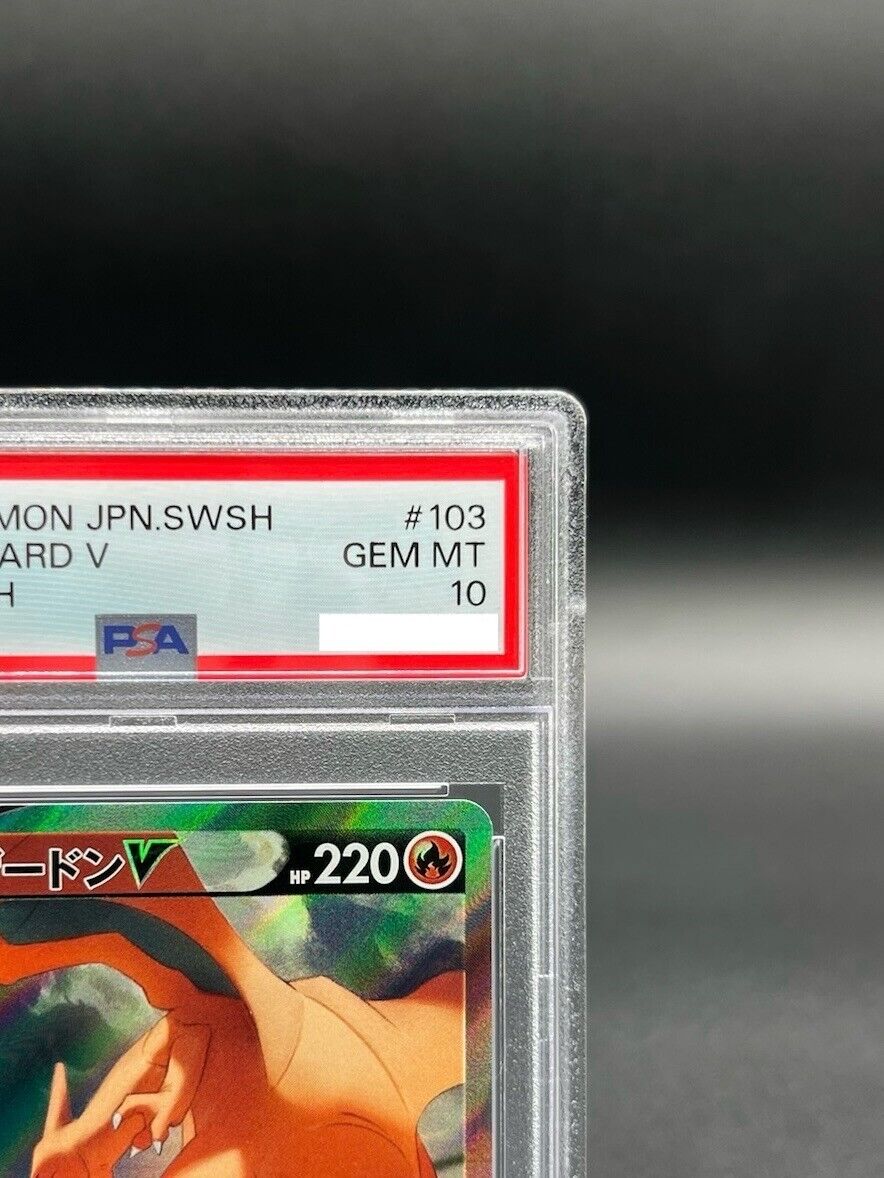 MON JPN.SWSH #103
ARD V GEM MT
H 10
PSA
ードンV HP 220